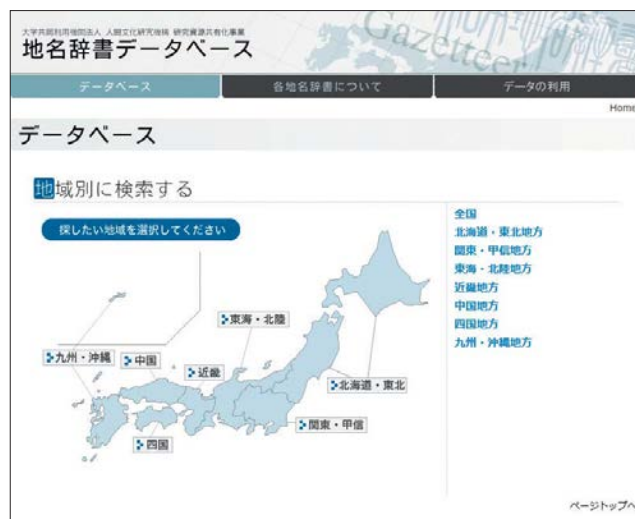 大学共同利用機関法人 人間文化研究機構 研究資源共有化事業
地名辞書データベース
Gazetteer
データベース
各地名辞書について
データの利用
Home
データベース
地域別に検索する
探したい地域を選択してください
全国
北海道・東北地方
関東・甲信地方
東海・北陸地方
近畿地方
中国地方
四国地方
九州・沖縄地方
東海・北陸
九州・沖縄
中国
近畿
北海道・東北
関東・甲信
四国
ページトップへ